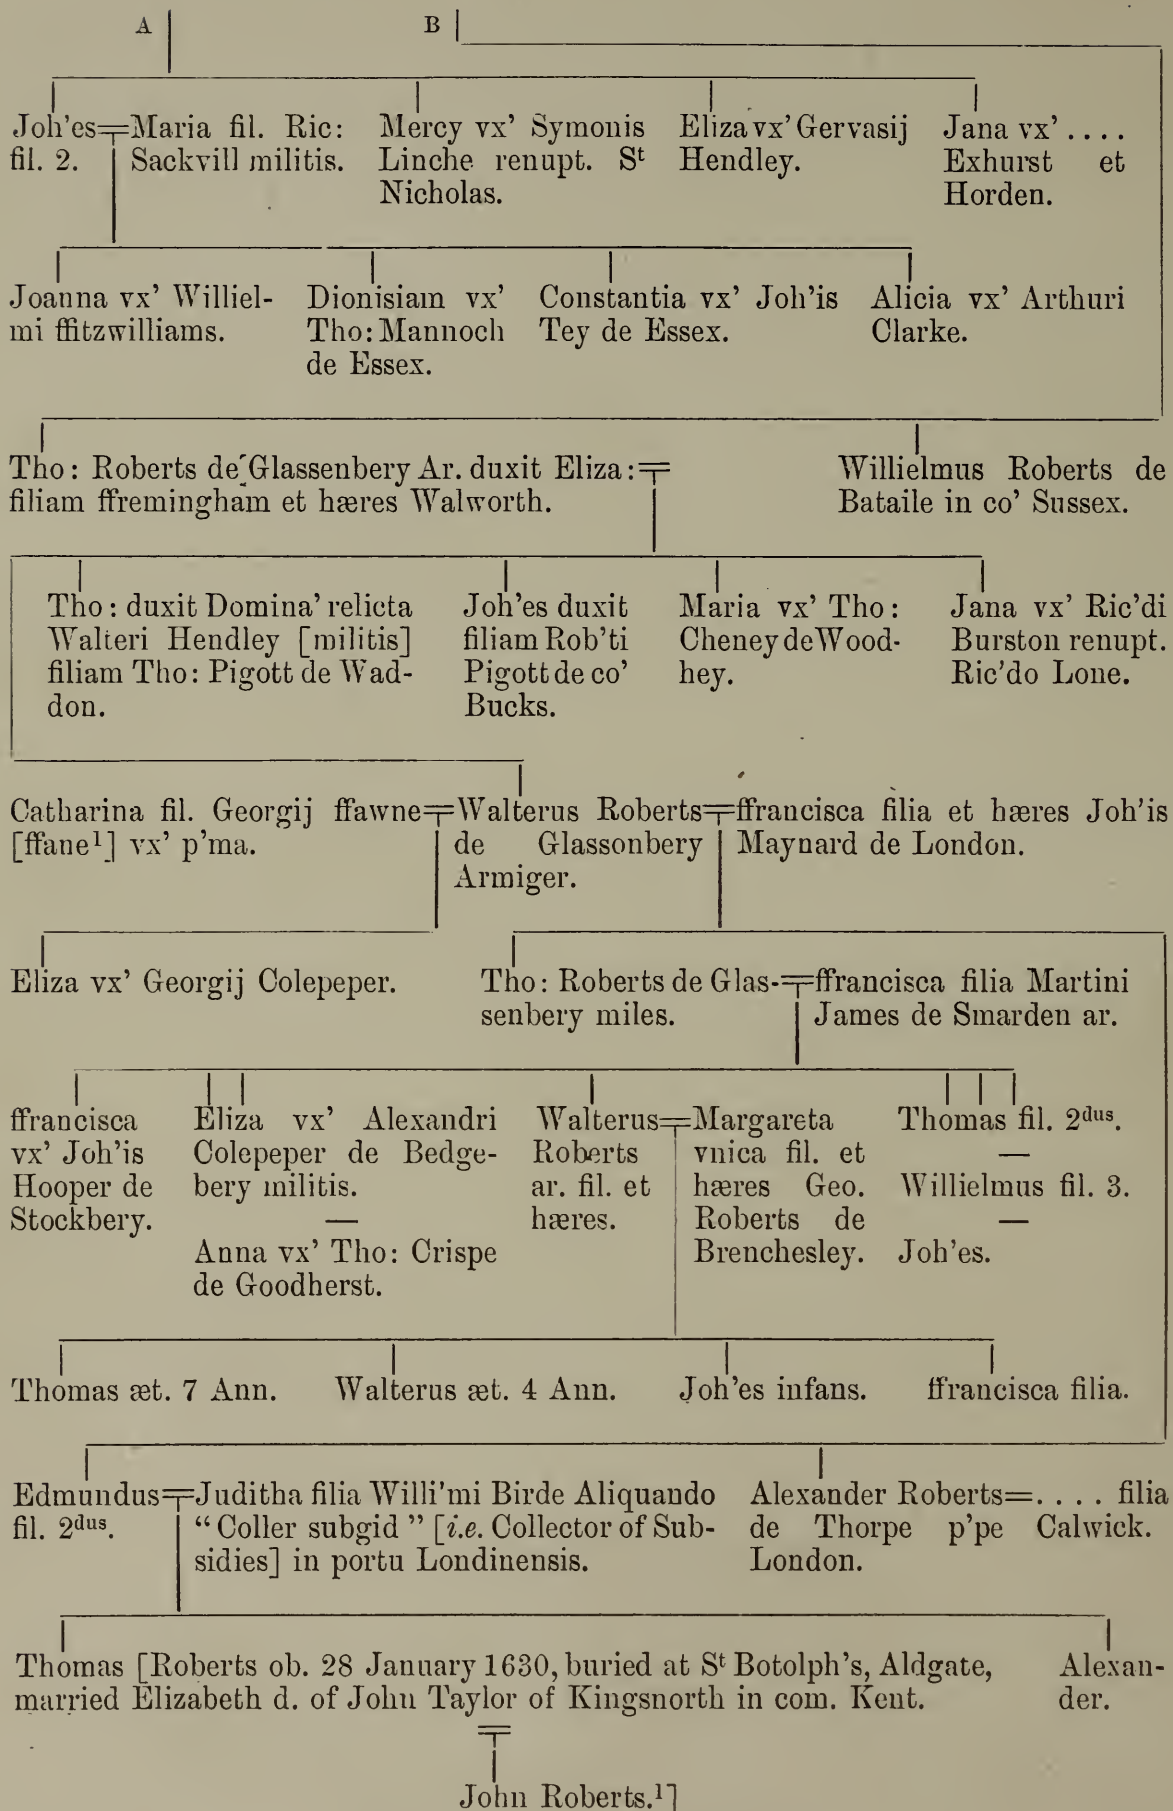 A B
Joh'es=Maria fil. Ric: Mercy vx' Symonis Eliza vx' Gervasij Jana vx' ....
fil. 2. Sackvill militis. Linche renupt. St Hendley. Exhurst et
Nicholas. Horden.
Joanna vx' Williel- Dionisiam vx' Constantia vx' Joh'is Alicia vx' Arthuri
mi ffitzwilliams. Tho: Mannoch Tey de Essex. Clarke.
de Essex.
Tho: Roberts de Glassenbery Ar. duxit Eliza:= Willielmus Roberts de
filiam ffremingham et hæres Walworth. Bataile in co' Sussex.
Tho: duxit Domina' relicta Joh'es duxit Maria vx' Tho: Jana vx' Ric'di
Walteri Hendley [militis] filiam Rob'ti Cheney de Wood- Burston renupt.
filiam Tho: Pigott de Wad- Pigott de co' hey. Ric'do Lone.
don. Bucks.
Catharina fil. Georgij ffawne=Walterus Roberts=ffrancisca filia et hæres Joh'is
[ffane1] vx' p'ma. de Glassonbery Maynard de London.
Armiger.
Eliza vx' Georgij Colepeper. Tho: Roberts de Glas-=ffrancisca filia Martini
senbery miles. James de Smarden ar.
ffrancisca Eliza vx' Alexandri Walterus=Margareta Thomas fil. 2dus.
vx' Joh'is Colepeper de Bedge- Roberts vnica fil. et —
Hooper de bery militis. ar. fil. et hæres Geo. Willielmus fil. 3.
Stockbery. — hæres. Roberts de —
Anna vx' Tho: Crispe Brenchesley. Joh'es.
de Goodherst.
Thomas æt. 7 Ann. Walterus æt. 4 Ann. Joh'es infans. ffrancisca filia.
Edmundus=Juditha filia Willi'mi Birde Aliquando Alexander Roberts=.... filia
fil. 2dus. “Coller subgid” [i.e. Collector of Sub- de Thorpe p'pe Calwick.
sidies] in portu Londinensis. London.
Thomas [Roberts ob. 28 January 1630, buried at St Botolph's, Aldgate, Alexan-
married Elizabeth d. of John Taylor of Kingsnorth in com. Kent. der.
John Roberts.1]